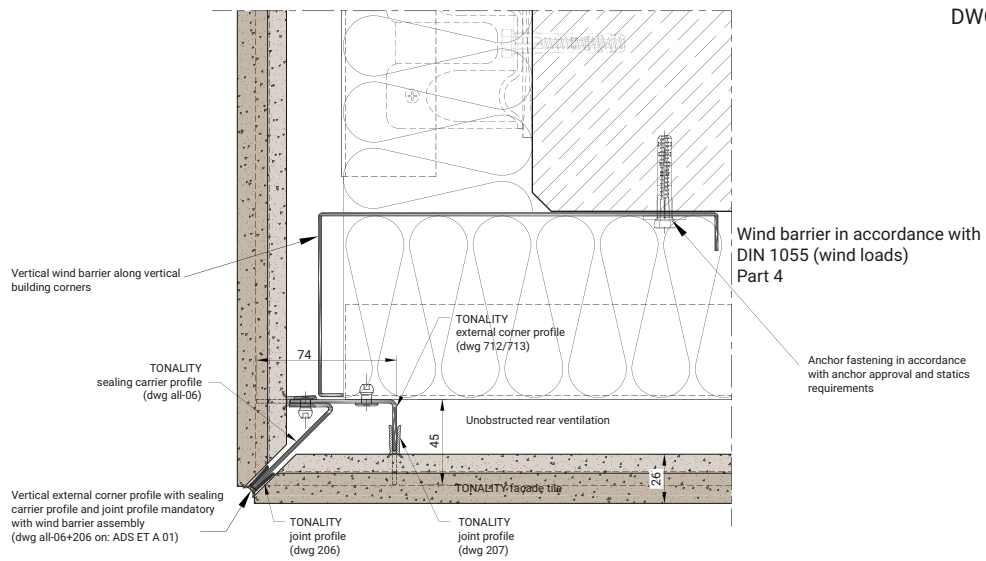 DWG
Wind barrier in accordance with
DIN 1055 (wind loads)
Part 4
Vertical wind barrier along vertical
building corners
TONALITY
external corner profile
(dwg 712/713)
74
TONALITY
sealing carrier profile
(dwg all-06)
Anchor fastening in accordance
with anchor approval and statics
requirements
Unobstructed rear ventilation
45
26
TONALITY facade tile
Vertical external corner profile with sealing
carrier profile and joint profile mandatory
with wind barrier assembly
(dwg all-06+206 on: ADS ET A 01)
TONALITY
joint profile
(dwg 206)
TONALITY
joint profile
(dwg 207)